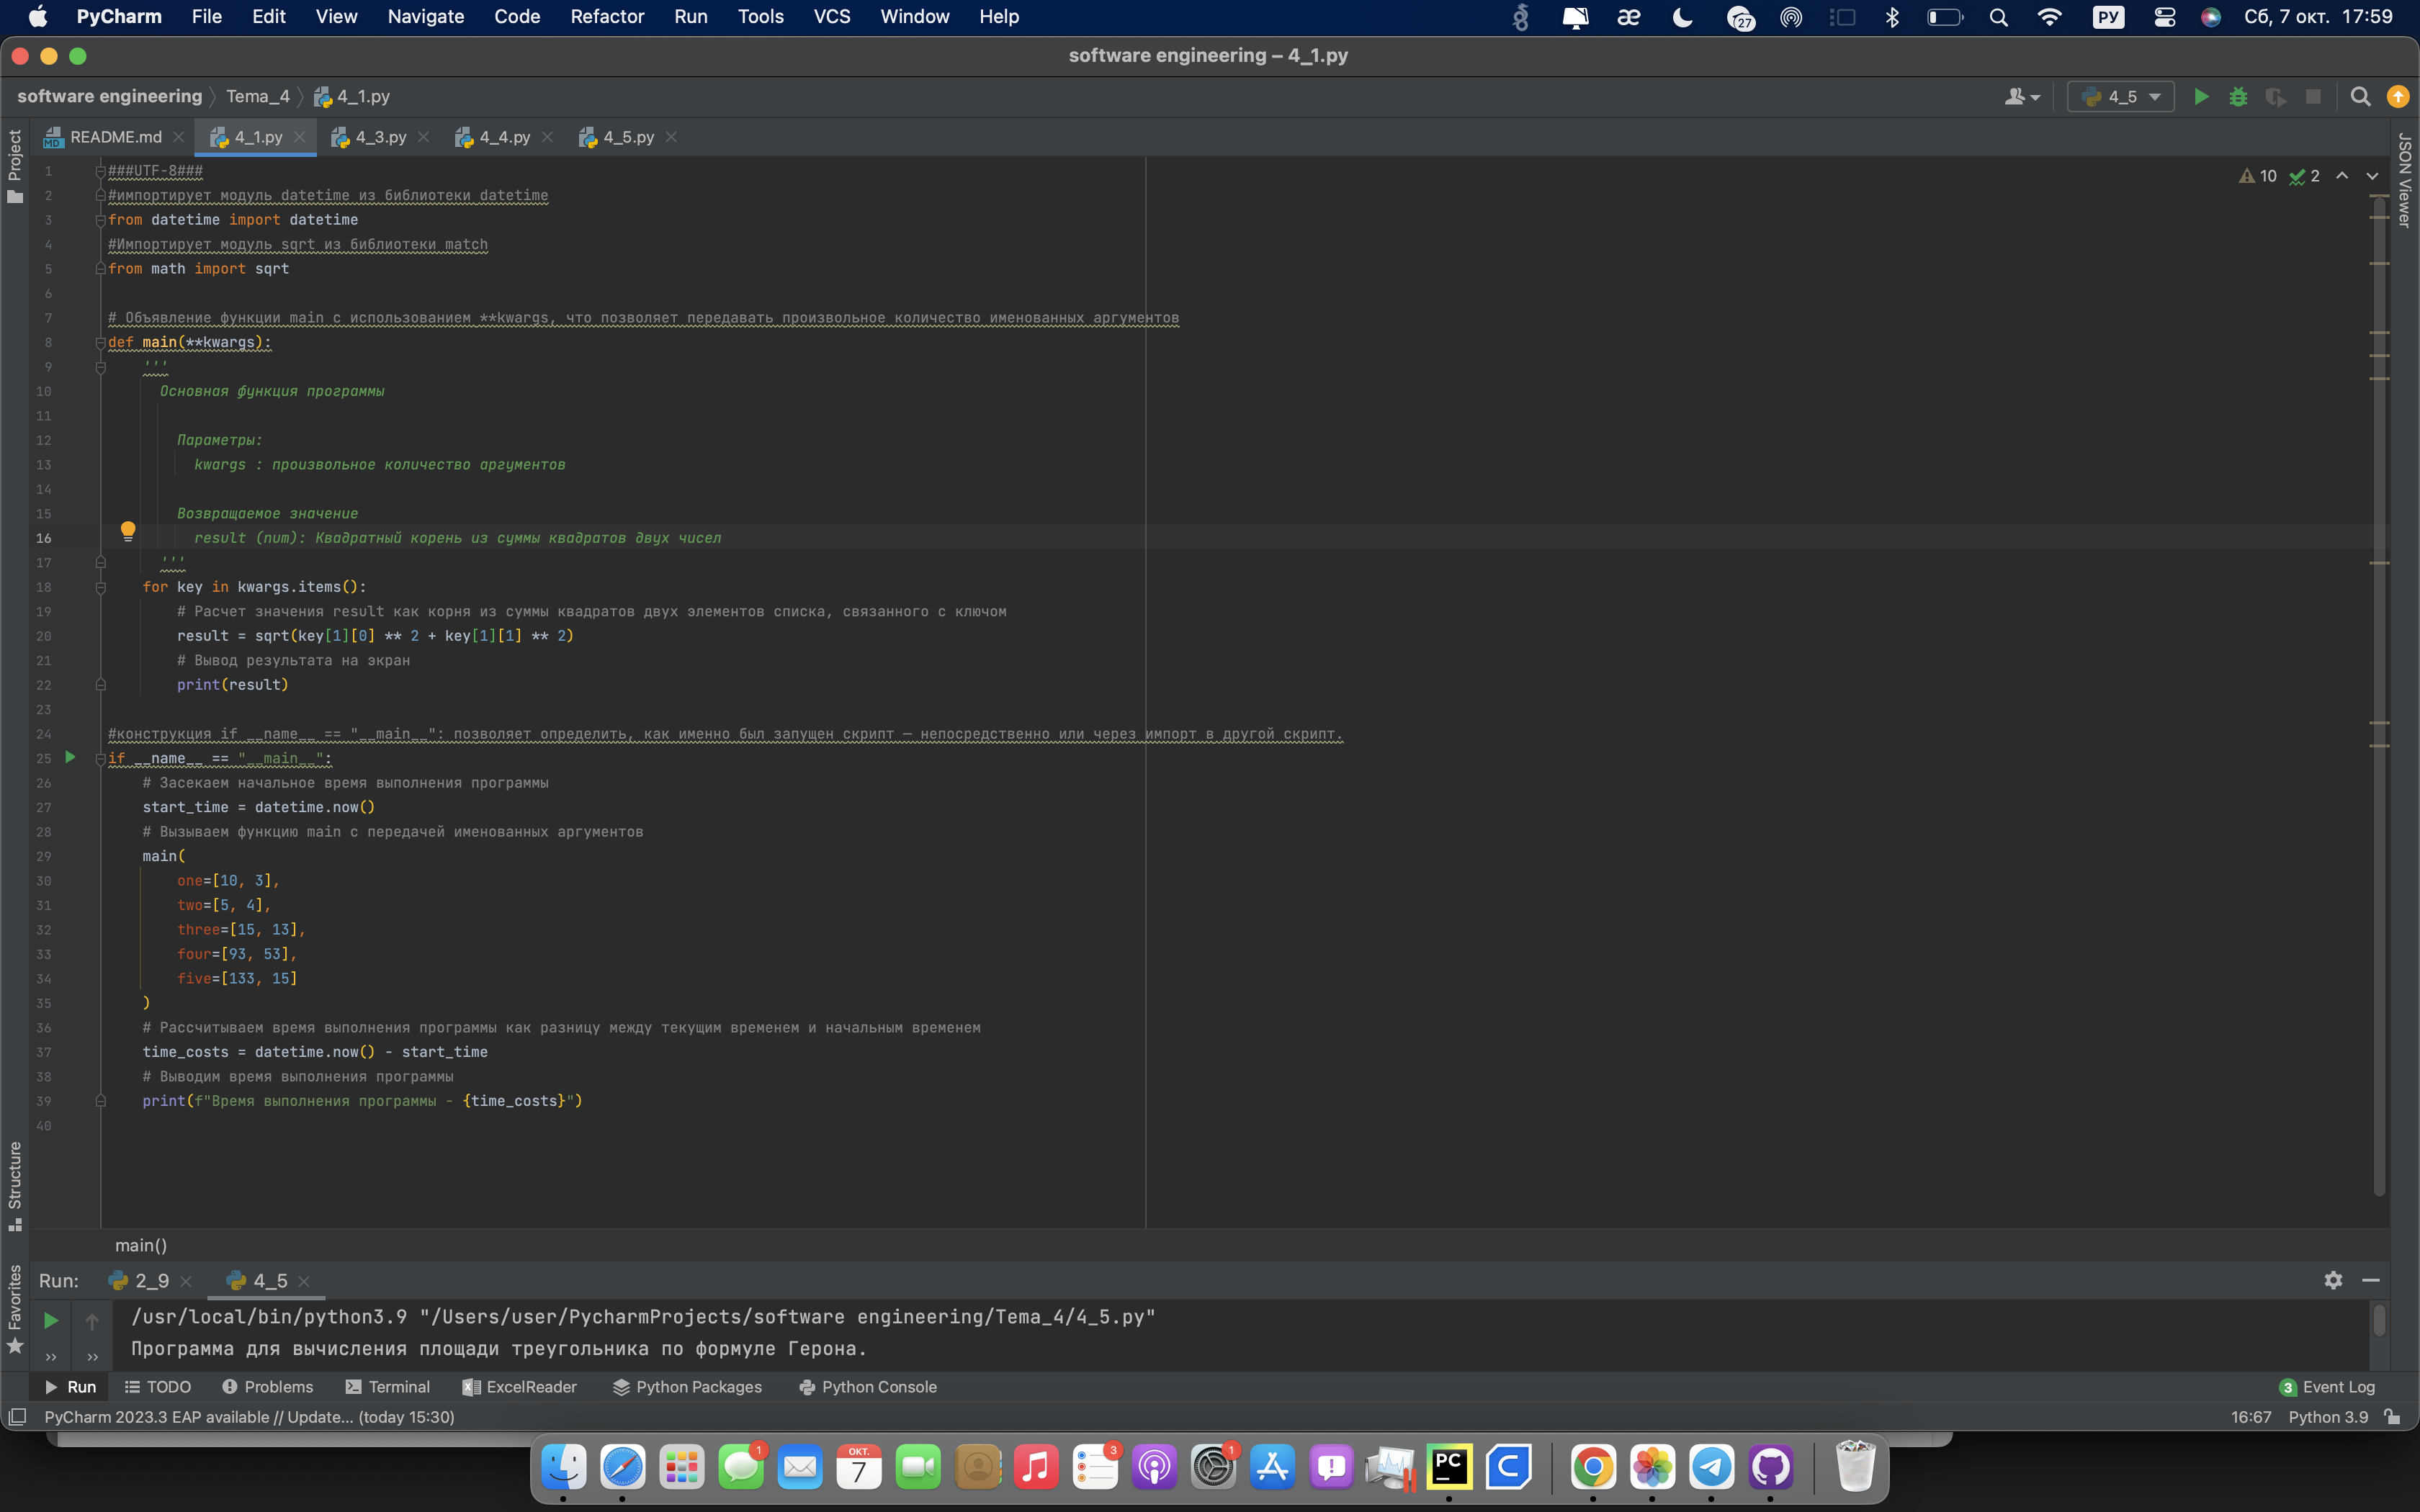 PyCharm File Edit View Navigate Code Refactor Run Tools VCS Window Help 27 РУ Сб, 7 окт. 17:59
software engineering – 4_1.py
software engineering Tema_4 4_1.py 4_5
Project README.md 4_1.py 4_3.py 4_4.py 4_5.py JSON Viewer
10 2
1 ###UTF-8###
2 #импортирует модуль datetime из библиотеки datetime
3 from datetime import datetime
4 #Импортирует модуль sqrt из библиотеки match
5 from math import sqrt
6
7 # Объявление функции main с использованием **kwargs, что позволяет передавать произвольное количество именованных аргументов
8 def main(**kwargs):
9 '''
10 Основная функция программы
11
12 Параметры:
13 kwargs : произвольное количество аргументов
14
15 Возвращаемое значение
16 result (num): Квадратный корень из суммы квадратов двух чисел
17 '''
18 for key in kwargs.items():
19 # Расчет значения result как корня из суммы квадратов двух элементов списка, связанного с ключом
20 result = sqrt(key[1][0] ** 2 + key[1][1] ** 2)
21 # Вывод результата на экран
22 print(result)
23
24 #конструкция if __name__ == "__main__": позволяет определить, как именно был запущен скрипт — непосредственно или через импорт в другой скрипт.
25 if __name__ == "__main__":
26 # Засекаем начальное время выполнения программы
27 start_time = datetime.now()
28 # Вызываем функцию main с передачей именованных аргументов
29 main(
30 one=[10, 3],
31 two=[5, 4],
32 three=[15, 13],
33 four=[93, 53],
34 five=[133, 15]
35 )
36 # Рассчитываем время выполнения программы как разницу между текущим временем и начальным временем
37 time_costs = datetime.now() - start_time
38 # Выводим время выполнения программы
39 print(f"Время выполнения программы - {time_costs}")
40
Structure
main()
Favorites
Run: 2_9 4_5
/usr/local/bin/python3.9 "/Users/user/PycharmProjects/software engineering/Tema_4/4_5.py"
Программа для вычисления площади треугольника по формуле Герона.
Run TODO Problems Terminal ExcelReader Python Packages Python Console 3 Event Log
PyCharm 2023.3 EAP available // Update... (today 15:30) 16:67 Python 3.9
1 ОКТ. 7 3 1 PC